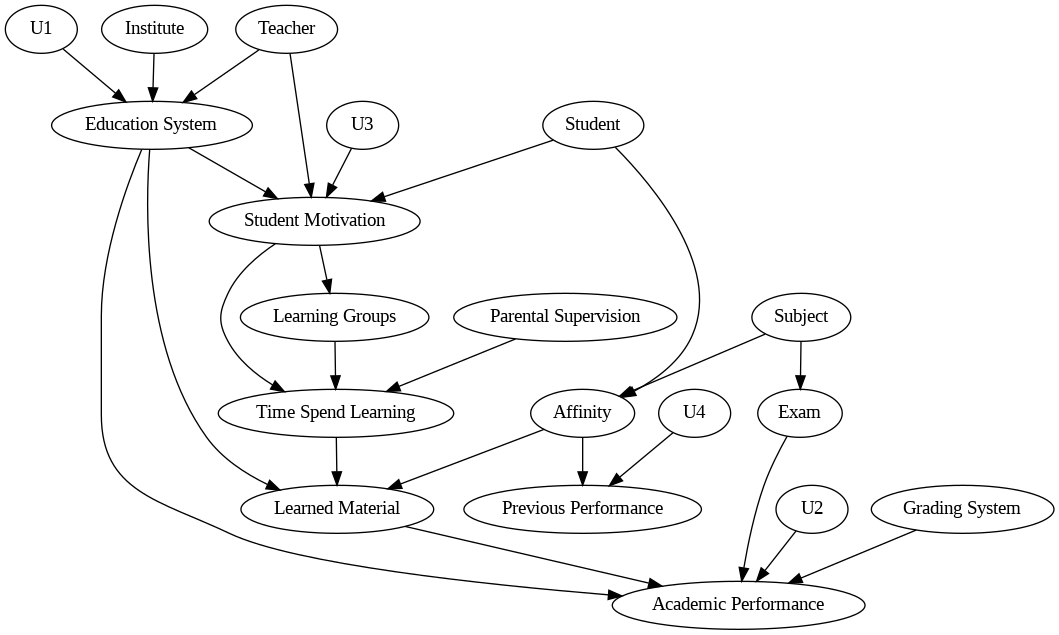 U1
Institute
Teacher
Education System
U3
Student
Student Motivation
Learning Groups
Parental Supervision
Subject
Time Spend Learning
Affinity
U4
Exam
Learned Material
Previous Performance
U2
Grading System
Academic Performance